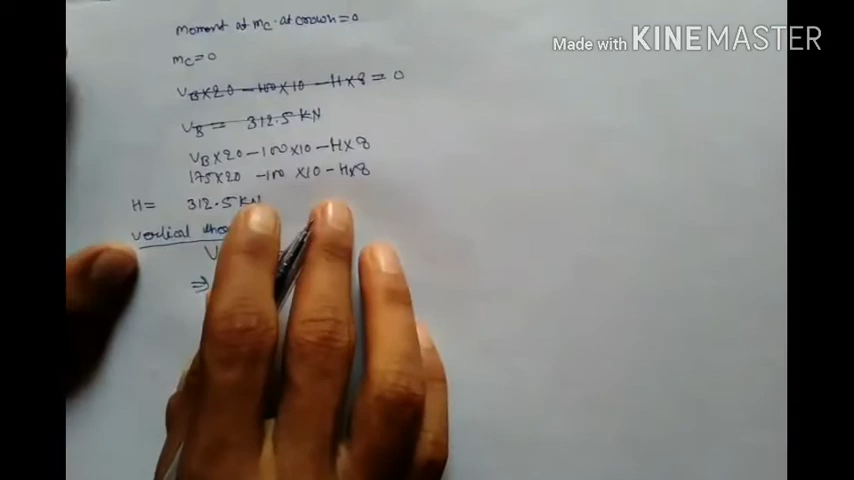 Moment at mc. at crown = 0
Made with KINEMASTER
mc = 0
VB×20 - 100×10 - H×8 = 0
VB = 312.5 KN
VB×20 - 100×10 - H×8
175×20 - 100 ×10 - H×8
H = 312.5 KN
vertical
V
⇒